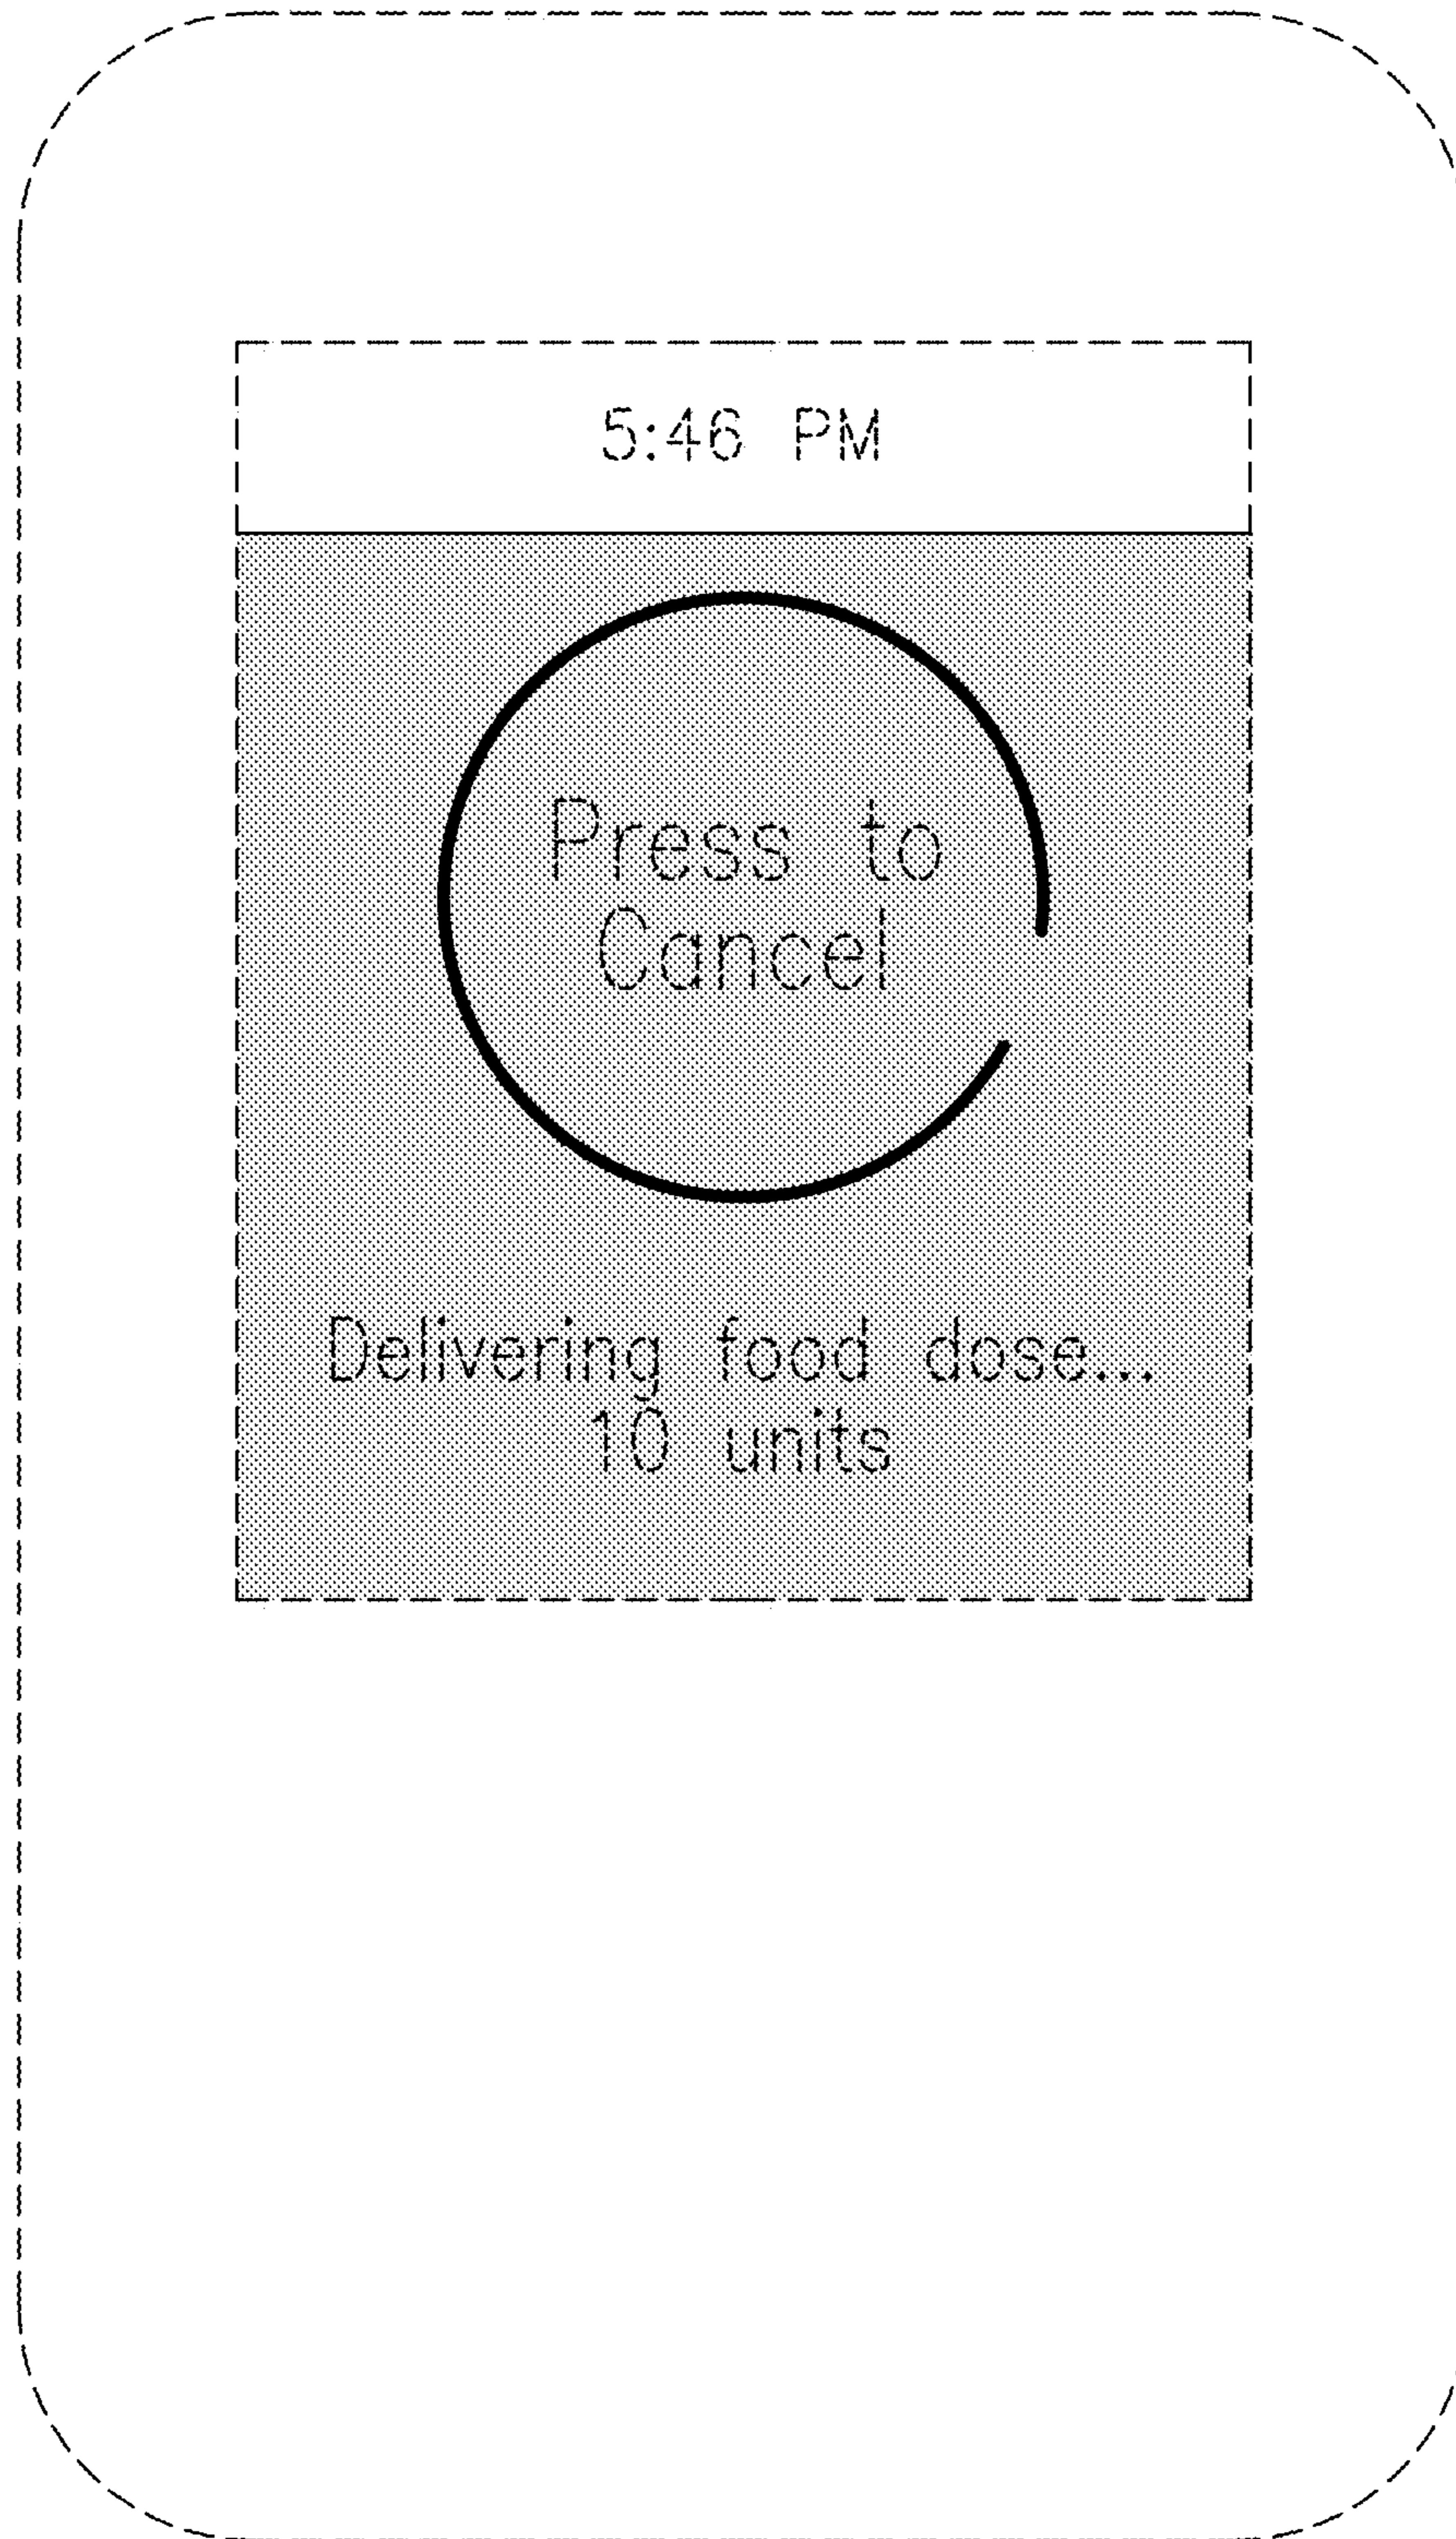 5:46 PM
Press to
Cancel
Delivering food dose...
10 units